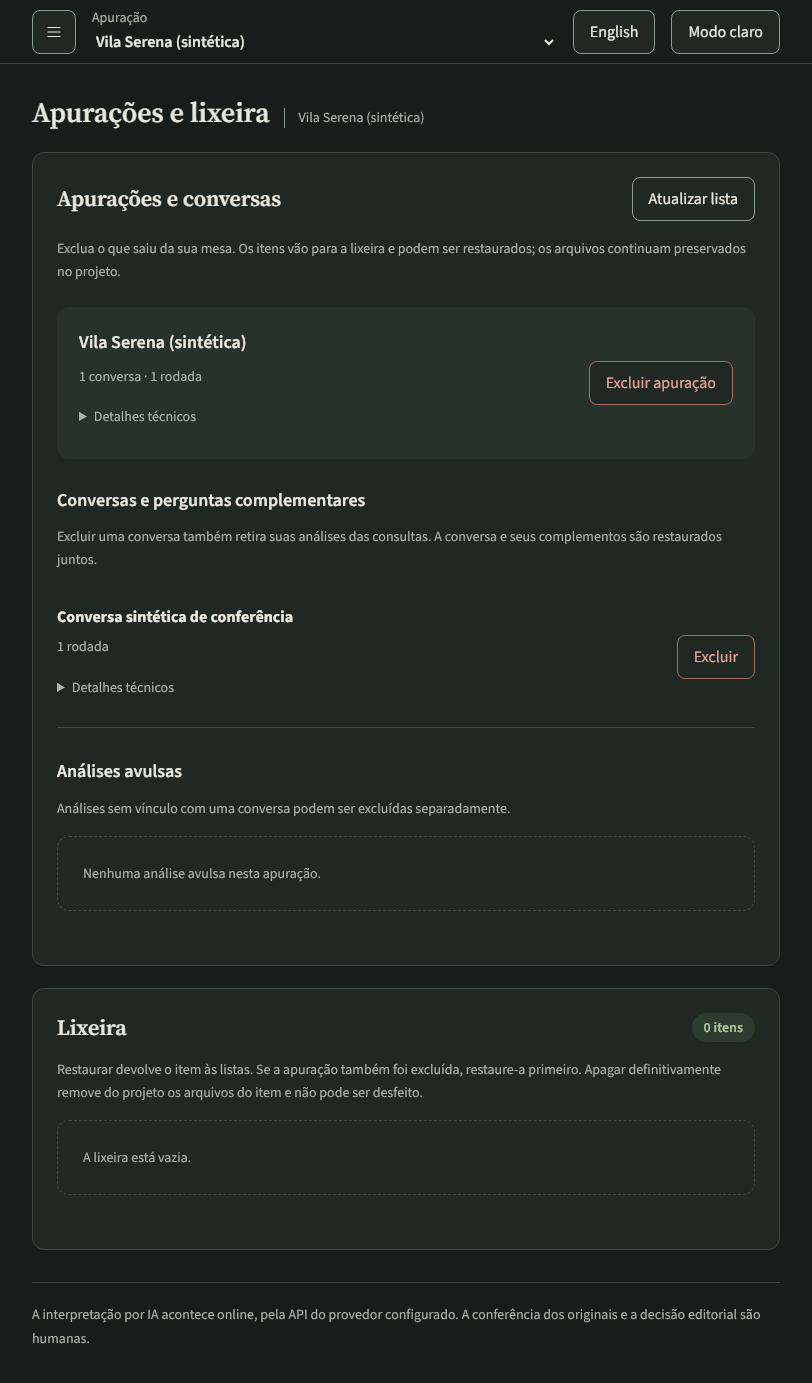 Apuração
Vila Serena (sintética)
English
Modo claro
Apurações e lixeira
Vila Serena (sintética)
Apurações e conversas
Atualizar lista
Exclua o que saiu da sua mesa. Os itens vão para a lixeira e podem ser restaurados; os arquivos continuam preservados
no projeto.
Vila Serena (sintética)
1 conversa · 1 rodada
Excluir apuração
Detalhes técnicos
Conversas e perguntas complementares
Excluir uma conversa também retira suas análises das consultas. A conversa e seus complementos são restaurados
juntos.
Conversa sintética de conferência
1 rodada
Excluir
Detalhes técnicos
Análises avulsas
Análises sem vínculo com uma conversa podem ser excluídas separadamente.
Nenhuma análise avulsa nesta apuração.
Lixeira
0 itens
Restaurar devolve o item às listas. Se a apuração também foi excluída, restaure-a primeiro. Apagar definitivamente
remove do projeto os arquivos do item e não pode ser desfeito.
A lixeira está vazia.
A interpretação por IA acontece online, pela API do provedor configurado. A conferência dos originais e a decisão editorial são
humanas.